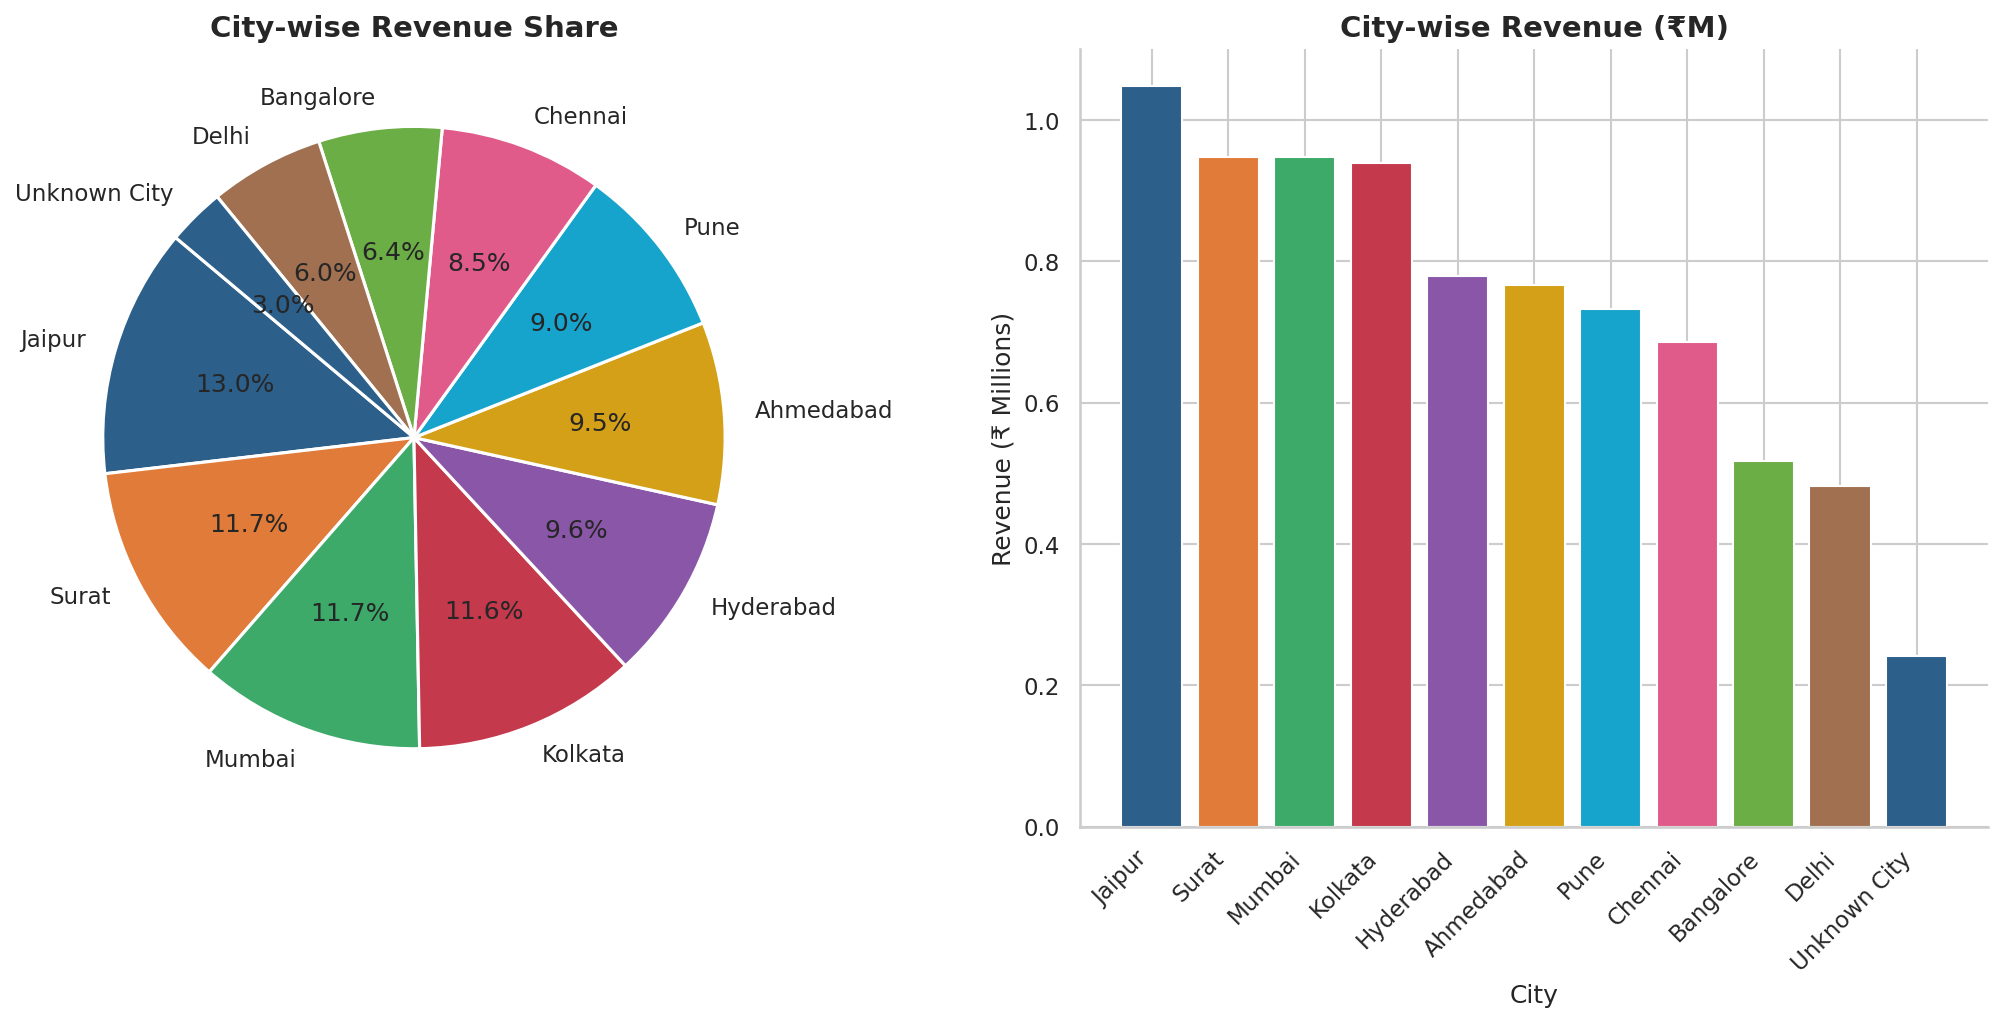 City-wise Revenue Share
Bangalore
Chennai
Delhi
Unknown City
Pune
Jaipur
Ahmedabad
Surat
Hyderabad
Mumbai
Kolkata
6.4%
8.5%
6.0%
3.0%
9.0%
13.0%
9.5%
11.7%
9.6%
11.7%
11.6%
City-wise Revenue (₹M)
Revenue (₹ Millions)
1.0
0.8
0.6
0.4
0.2
0.0
Jaipur
Surat
Mumbai
Kolkata
Hyderabad
Ahmedabad
Pune
Chennai
Bangalore
Delhi
Unknown City
City